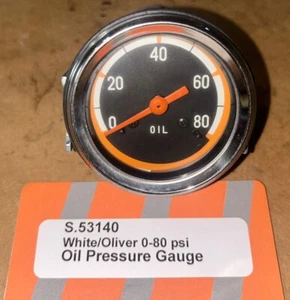 40
20 60
0 80
OIL
S.53140
White/Oliver 0-80 psi
Oil Pressure Gauge